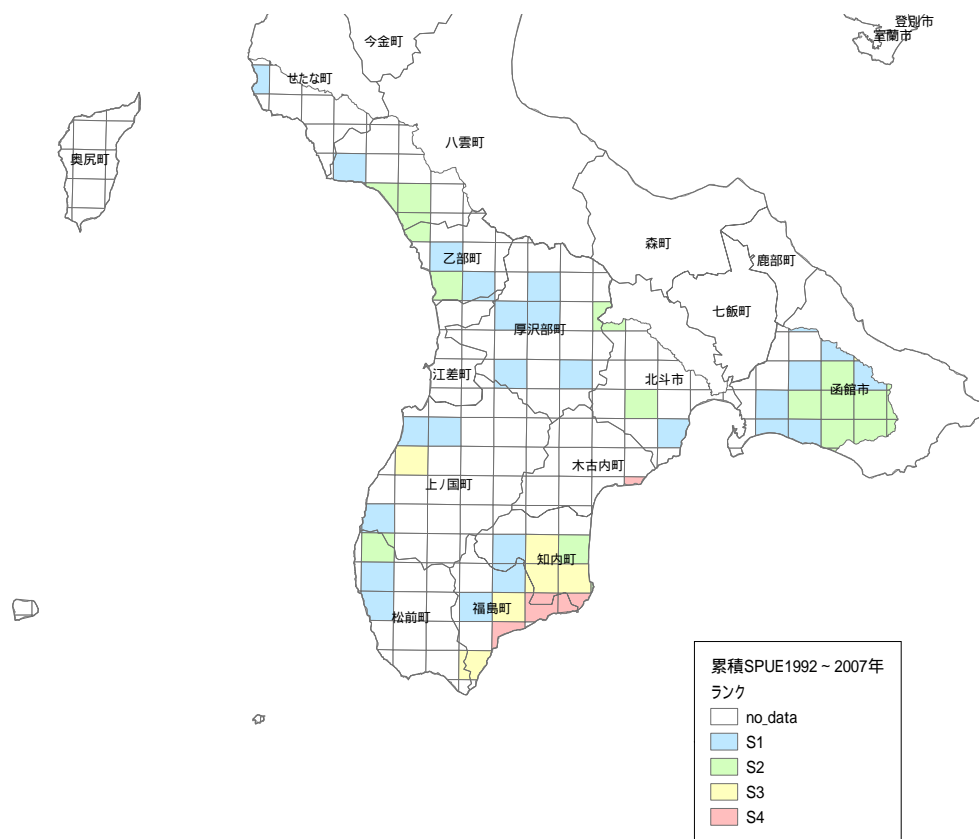 登別市
室蘭市
今金町
せたな町
八雲町
奥尻町
森町
乙部町
鹿部町
七飯町
厚沢部町
江差町
北斗市
函館市
木古内町
上ノ国町
知内町
福島町
松前町
累積SPUE1992～2007年
ランク
no_data
S1
S2
S3
S4